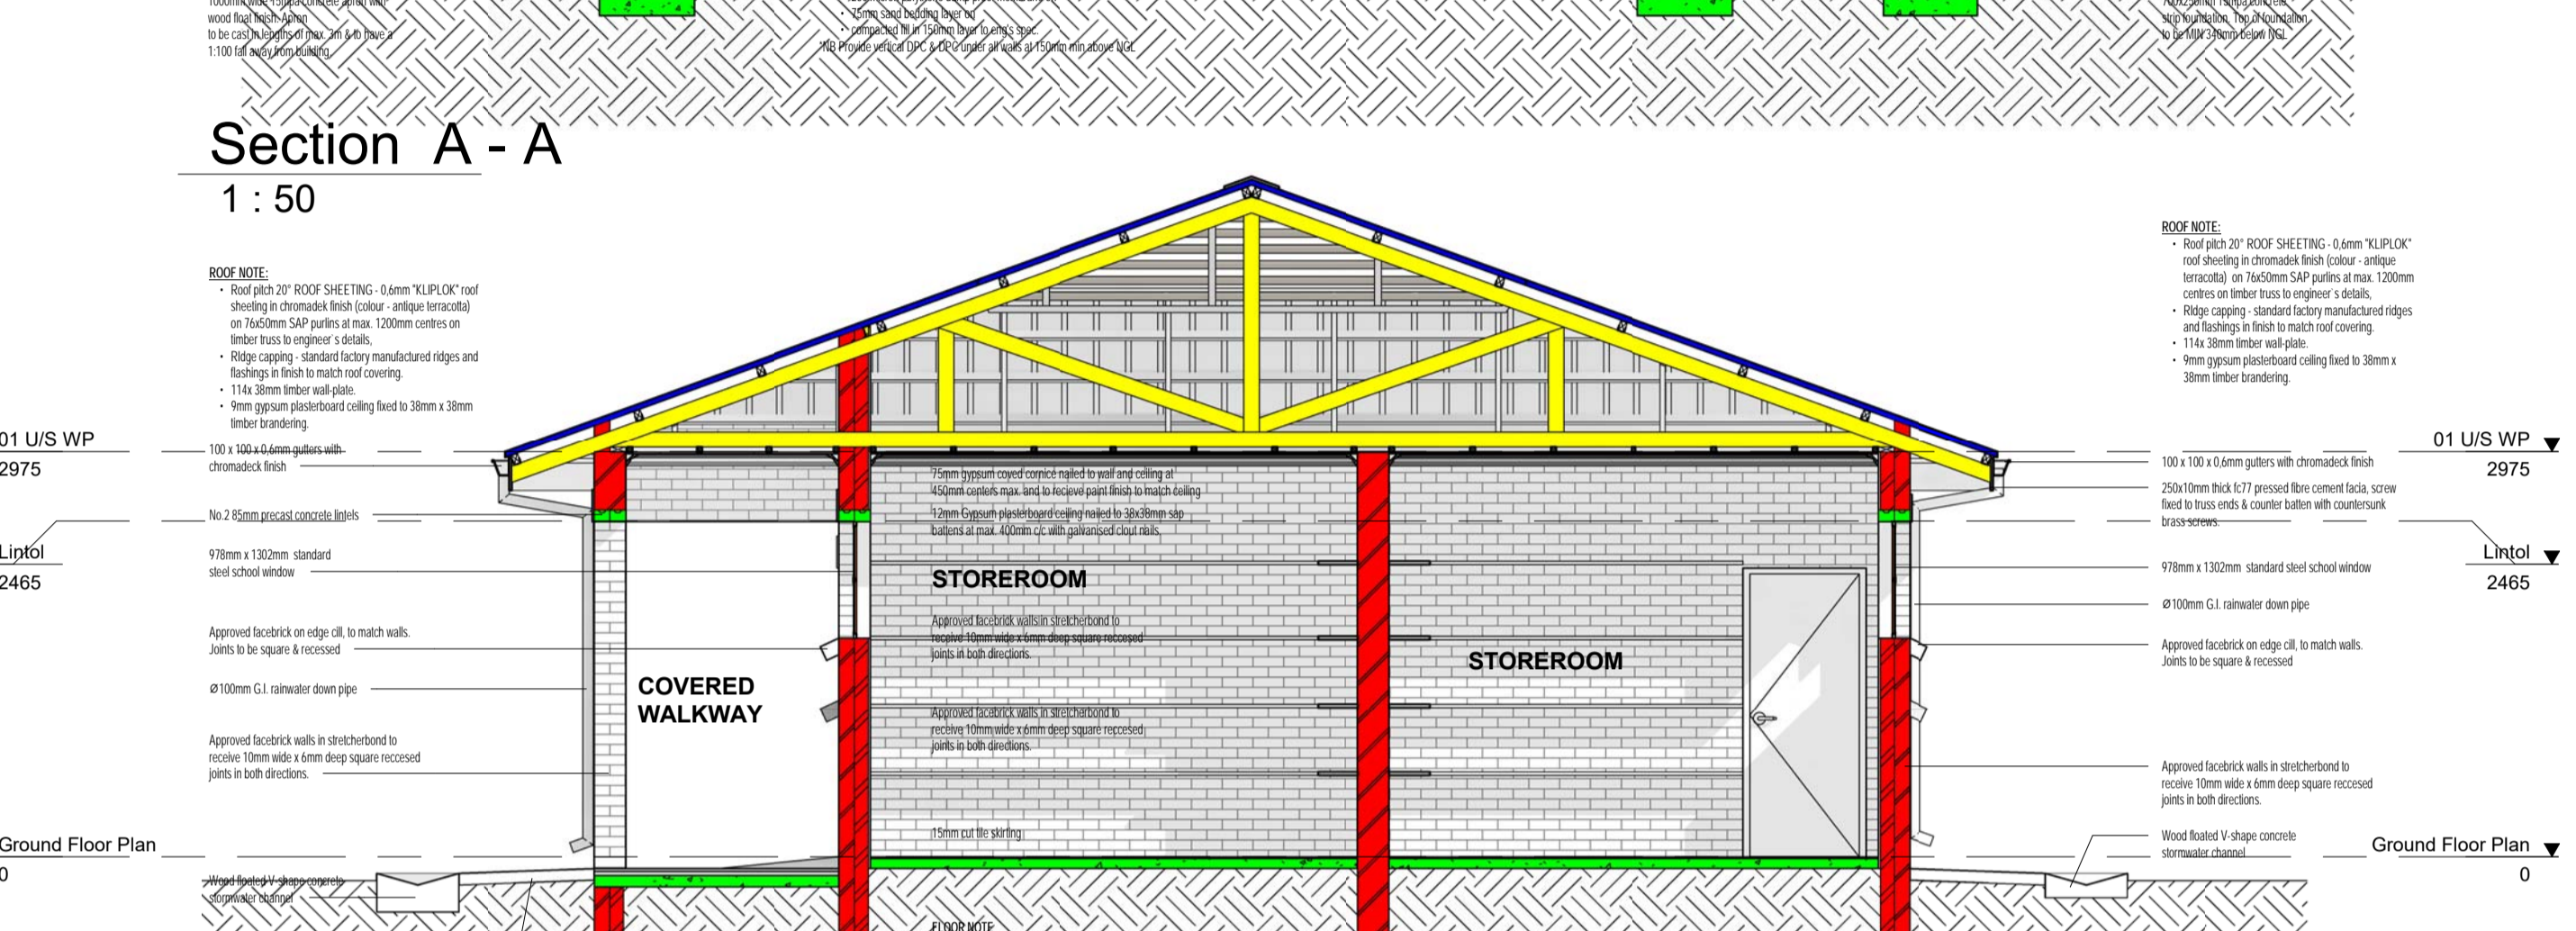 wood float finish. Apron
to be cast in lengths of max. 3m & to have a
1:100 fall away from building.
• 75mm sand bedding layer on
• compacted fill in 150mm layer to eng's spec.
*NB Provide vertical DPC & DPC under all walls at 150mm min above NGL
strip foundation. Top of foundation
to be MIN 340mm below NGL
Section A - A
1 : 50
ROOF NOTE:
• Roof pitch 20° ROOF SHEETING - 0,6mm "KLIPLOK" roof
sheeting in chromadek finish (colour - antique terracotta)
on 76x50mm SAP purlins at max. 1200mm centres on
timber truss to engineer's details,
• RIdge capping - standard factory manufactured ridges and
flashings in finish to match roof covering.
• 114x 38mm timber wall-plate.
• 9mm gypsum plasterboard ceiling fixed to 38mm x 38mm
timber brandering.
01 U/S WP
2975
100 x 100 x 0,6mm gutters with
chromadeck finish
No.2 85mm precast concrete lintels
Lintol
2465
978mm x 1302mm standard
steel school window
Approved facebrick on edge cill, to match walls.
Joints to be square & recessed
Ø100mm G.I. rainwater down pipe
Approved facebrick walls in stretcherbond to
receive 10mm wide x 6mm deep square reccesed
joints in both directions.
Ground Floor Plan
0
Wood floated V-shape concrete
stormwater channel
COVERED
WALKWAY
75mm gypsum coved cornice nailed to wall and ceiling at
450mm centers max. and to recieve paint finish to match ceiling
12mm Gypsum plasterboard ceiling nailed to 38x38mm sap
battens at max. 400mm c/c with galvanised clout nails.
STOREROOM
Approved facebrick walls in stretcherbond to
receive 10mm wide x 6mm deep square reccesed
joints in both directions.
Approved facebrick walls in stretcherbond to
receive 10mm wide x 6mm deep square reccesed
joints in both directions.
15mm cut tile skirting
FLOOR NOTE
STOREROOM
ROOF NOTE:
• Roof pitch 20° ROOF SHEETING - 0,6mm "KLIPLOK"
roof sheeting in chromadek finish (colour - antique
terracotta) on 76x50mm SAP purlins at max. 1200mm
centres on timber truss to engineer's details,
• RIdge capping - standard factory manufactured ridges
and flashings in finish to match roof covering.
• 114x 38mm timber wall-plate.
• 9mm gypsum plasterboard ceiling fixed to 38mm x
38mm timber brandering.
01 U/S WP
2975
100 x 100 x 0,6mm gutters with chromadeck finish
250x10mm thick fc77 pressed fibre cement facia, screw
fixed to truss ends & counter batten with countersunk
brass screws.
Lintol
2465
978mm x 1302mm standard steel school window
Ø100mm G.I. rainwater down pipe
Approved facebrick on edge cill, to match walls.
Joints to be square & recessed
Approved facebrick walls in stretcherbond to
receive 10mm wide x 6mm deep square reccesed
joints in both directions.
Wood floated V-shape concrete
stormwater channel
Ground Floor Plan
0